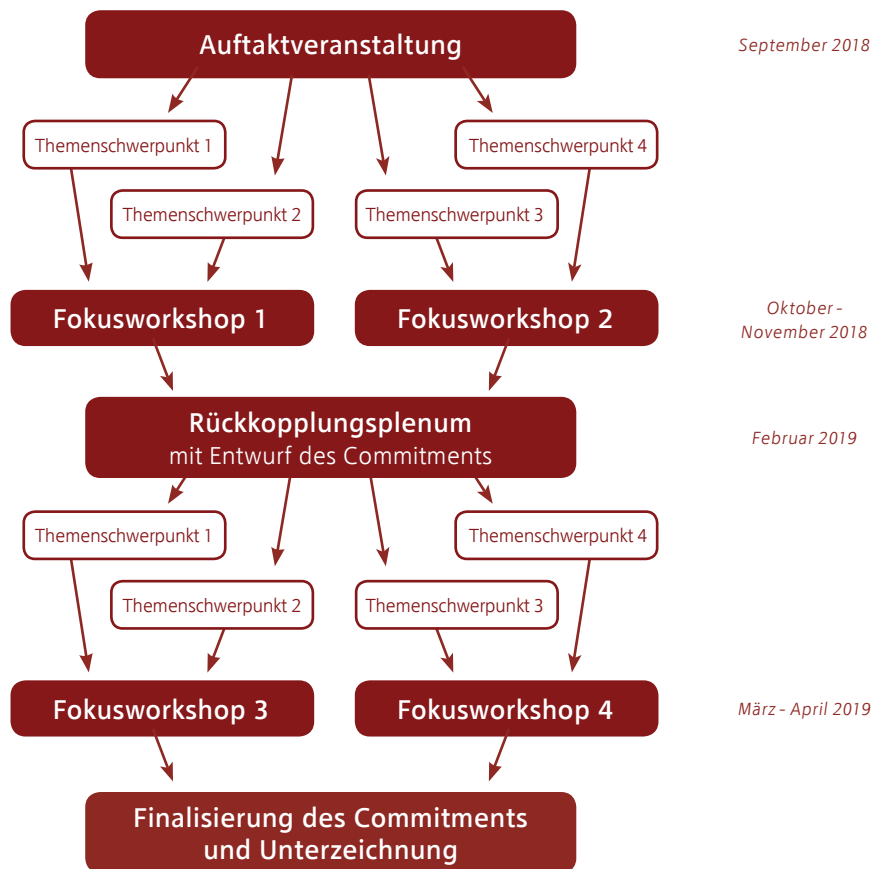 Auftaktveranstaltung
September 2018
Themenschwerpunkt 1
Themenschwerpunkt 4
Themenschwerpunkt 2
Themenschwerpunkt 3
Fokusworkshop 1
Fokusworkshop 2
Oktober -
November 2018
Rückkopplungsplenum
mit Entwurf des Commitments
Februar 2019
Themenschwerpunkt 1
Themenschwerpunkt 4
Themenschwerpunkt 2
Themenschwerpunkt 3
Fokusworkshop 3
Fokusworkshop 4
März - April 2019
Finalisierung des Commitments
und Unterzeichnung